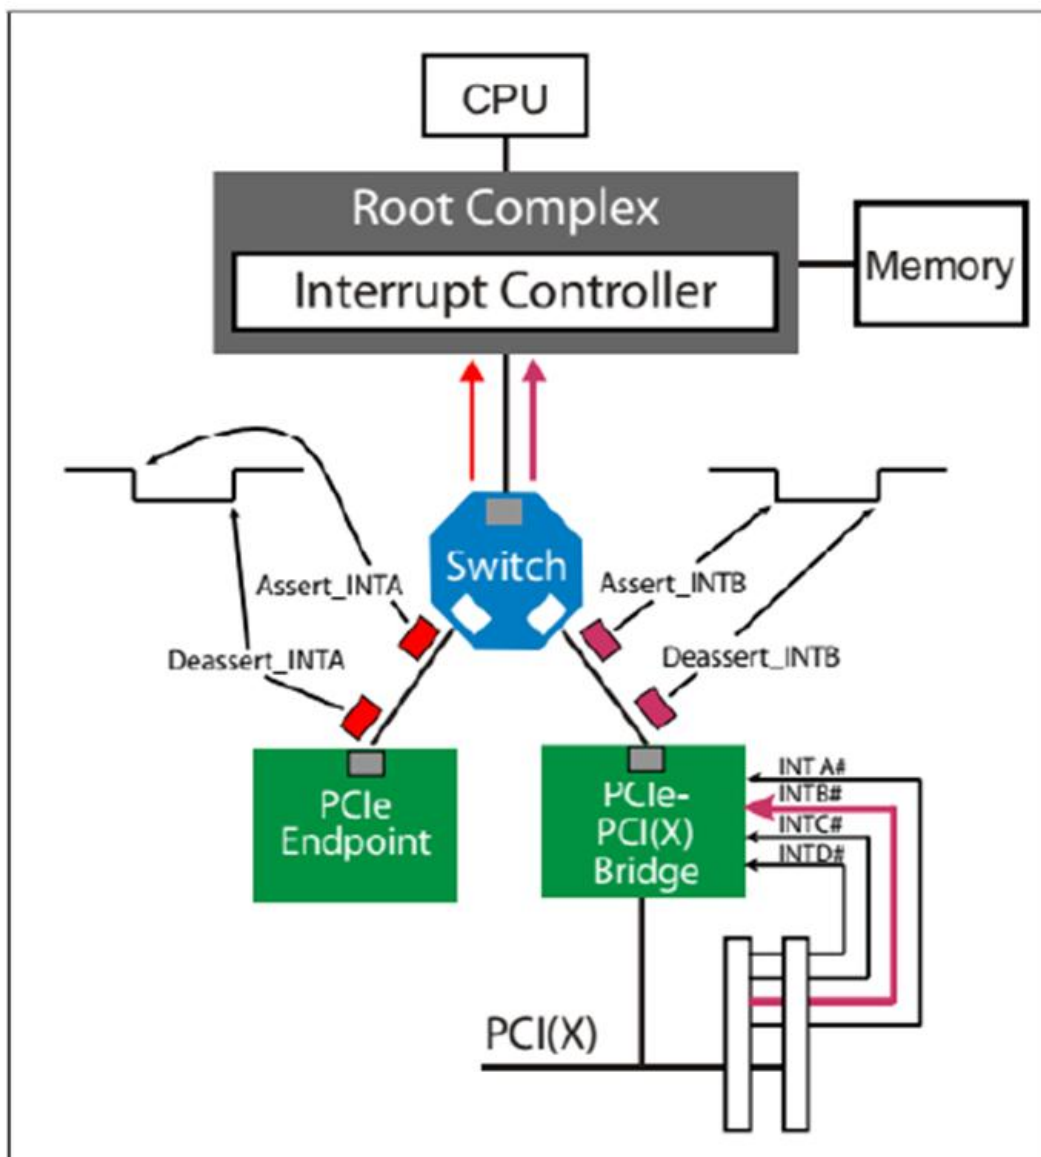 CPU
Root Complex
Interrupt Controller
Memory
Switch
Assert_INTA
Assert_INTB
Deassert_INTA
Deassert_INTB
PCIe
Endpoint
PCIe-
PCI(X)
Bridge
INT A#
INTB#
INTC#
INTD#
PCI(X)